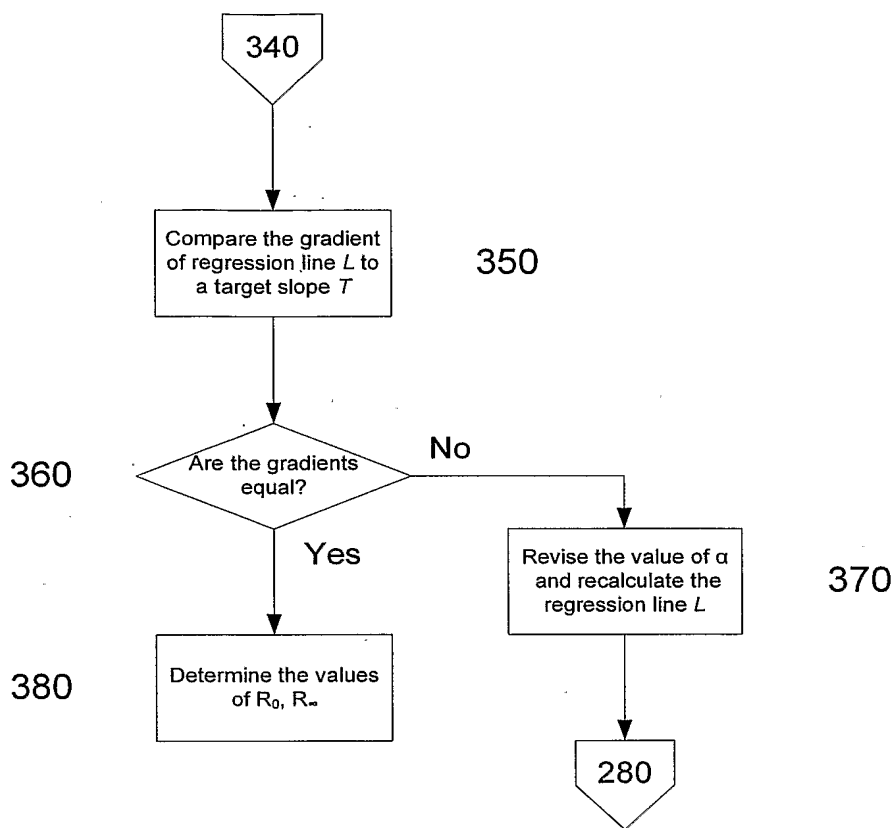 340
Compare the gradient
of regression line L to
a target slope T
350
360
Are the gradients
equal?
No
Yes
Revise the value of α
and recalculate the
regression line L
370
380
Determine the values
of R₀, R∞
280